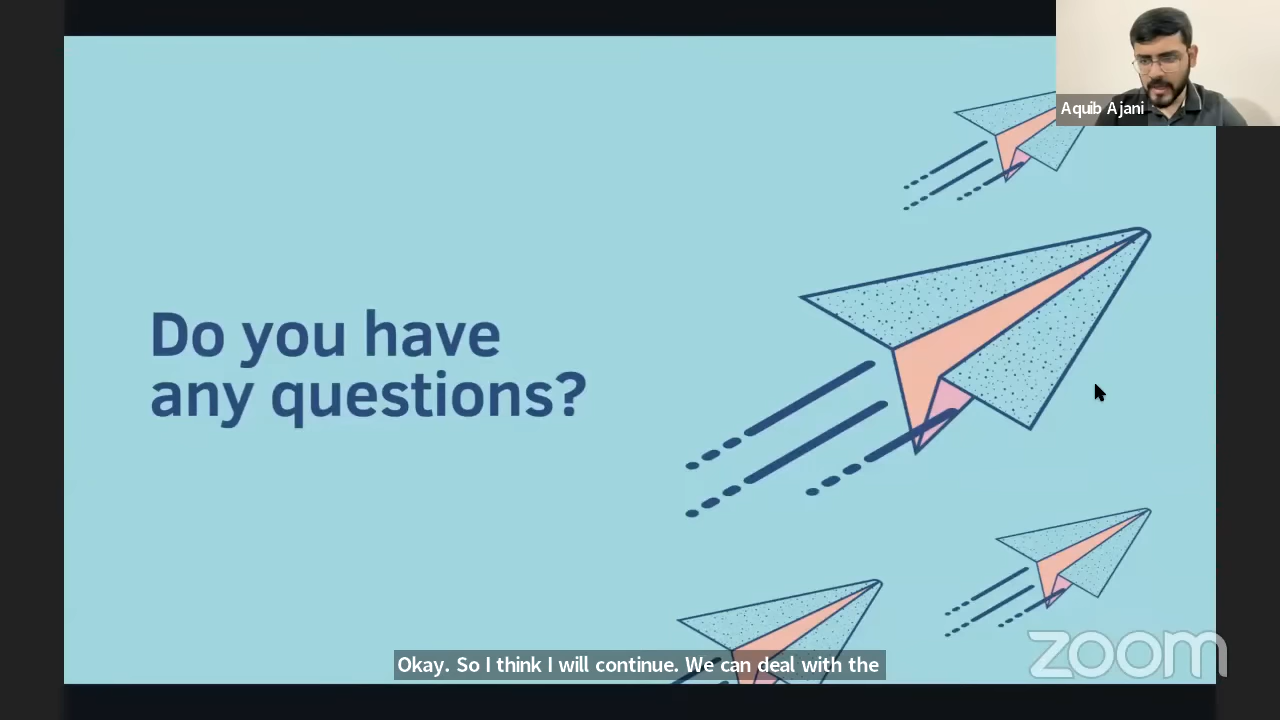 Aquib Ajani
Do you have
any questions?
Okay. So I think I will continue. We can deal with the
zoom